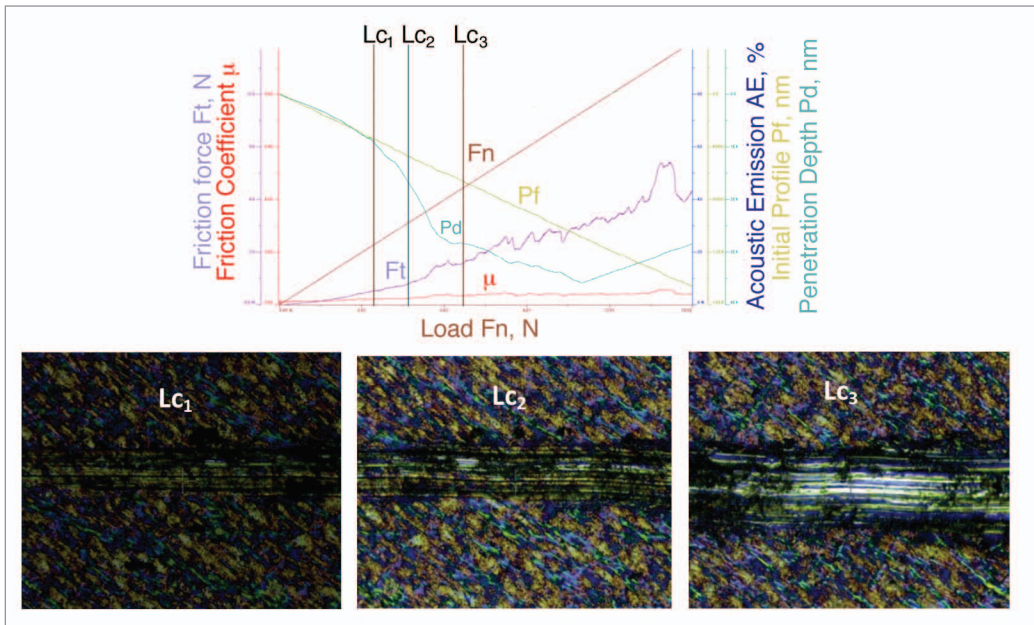 Lc₁ Lc₂ Lc₃
Friction force Ft, N
Friction Coefficient μ
Fn
Pf
Pd
Ft
μ
Load Fn, N
Acoustic Emission AE, %
Initial Profile Pf, nm
Penetration Depth Pd, nm
Lc₁
Lc₂
Lc₃